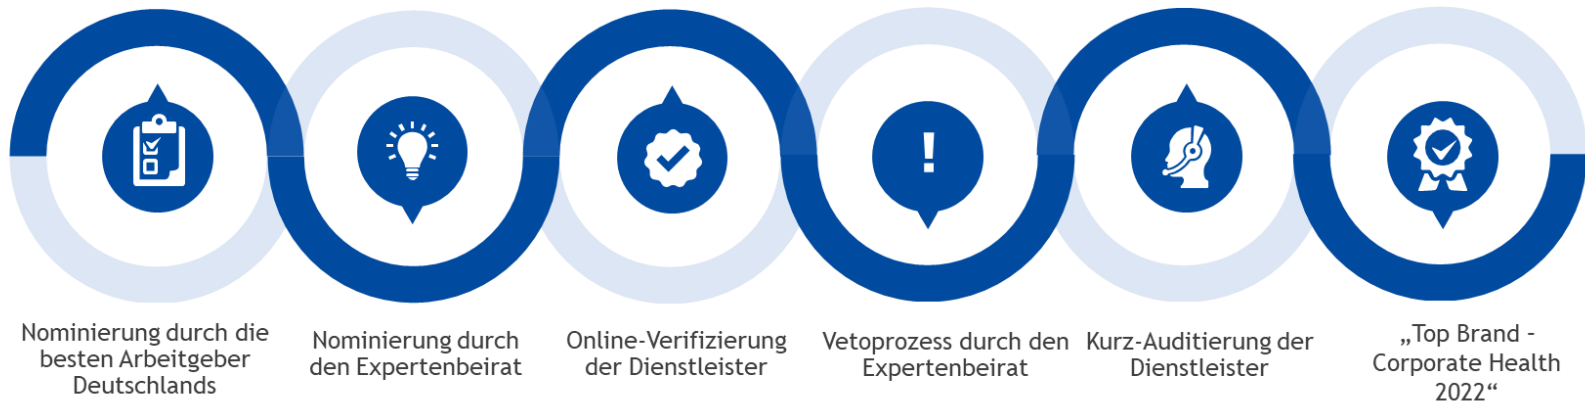 Nominierung durch die
besten Arbeitgeber
Deutschlands
Nominierung durch
den Expertenbeirat
Online-Verifizierung
der Dienstleister
Vetoprozess durch den
Expertenbeirat
Kurz-Auditierung der
Dienstleister
„Top Brand –
Corporate Health
2022“